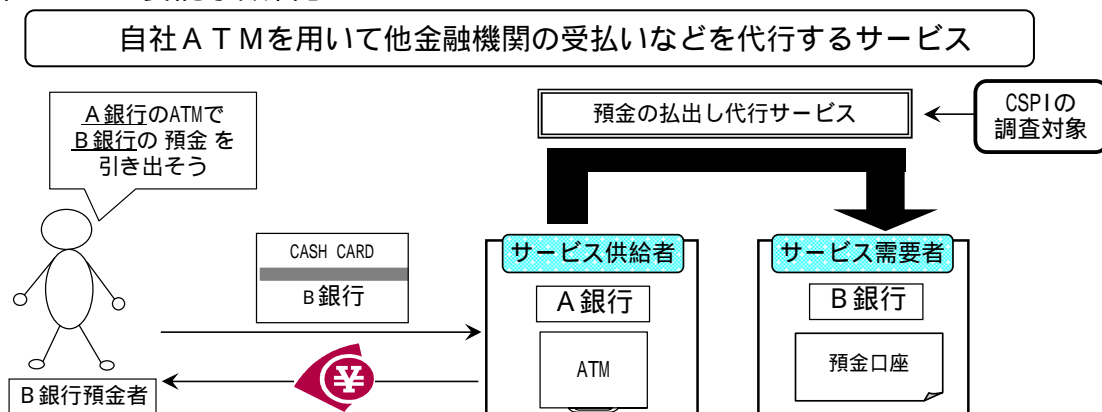 自社ATMを用いて他金融機関の受払いなどを代行するサービス
A銀行のATMで
B銀行の 預金 を
引き出そう
預金の払出し代行サービス
CSPIの
調査対象
CASH CARD
B銀行
サービス供給者
A銀行
ATM
サービス需要者
B銀行
預金口座
¥
B銀行預金者